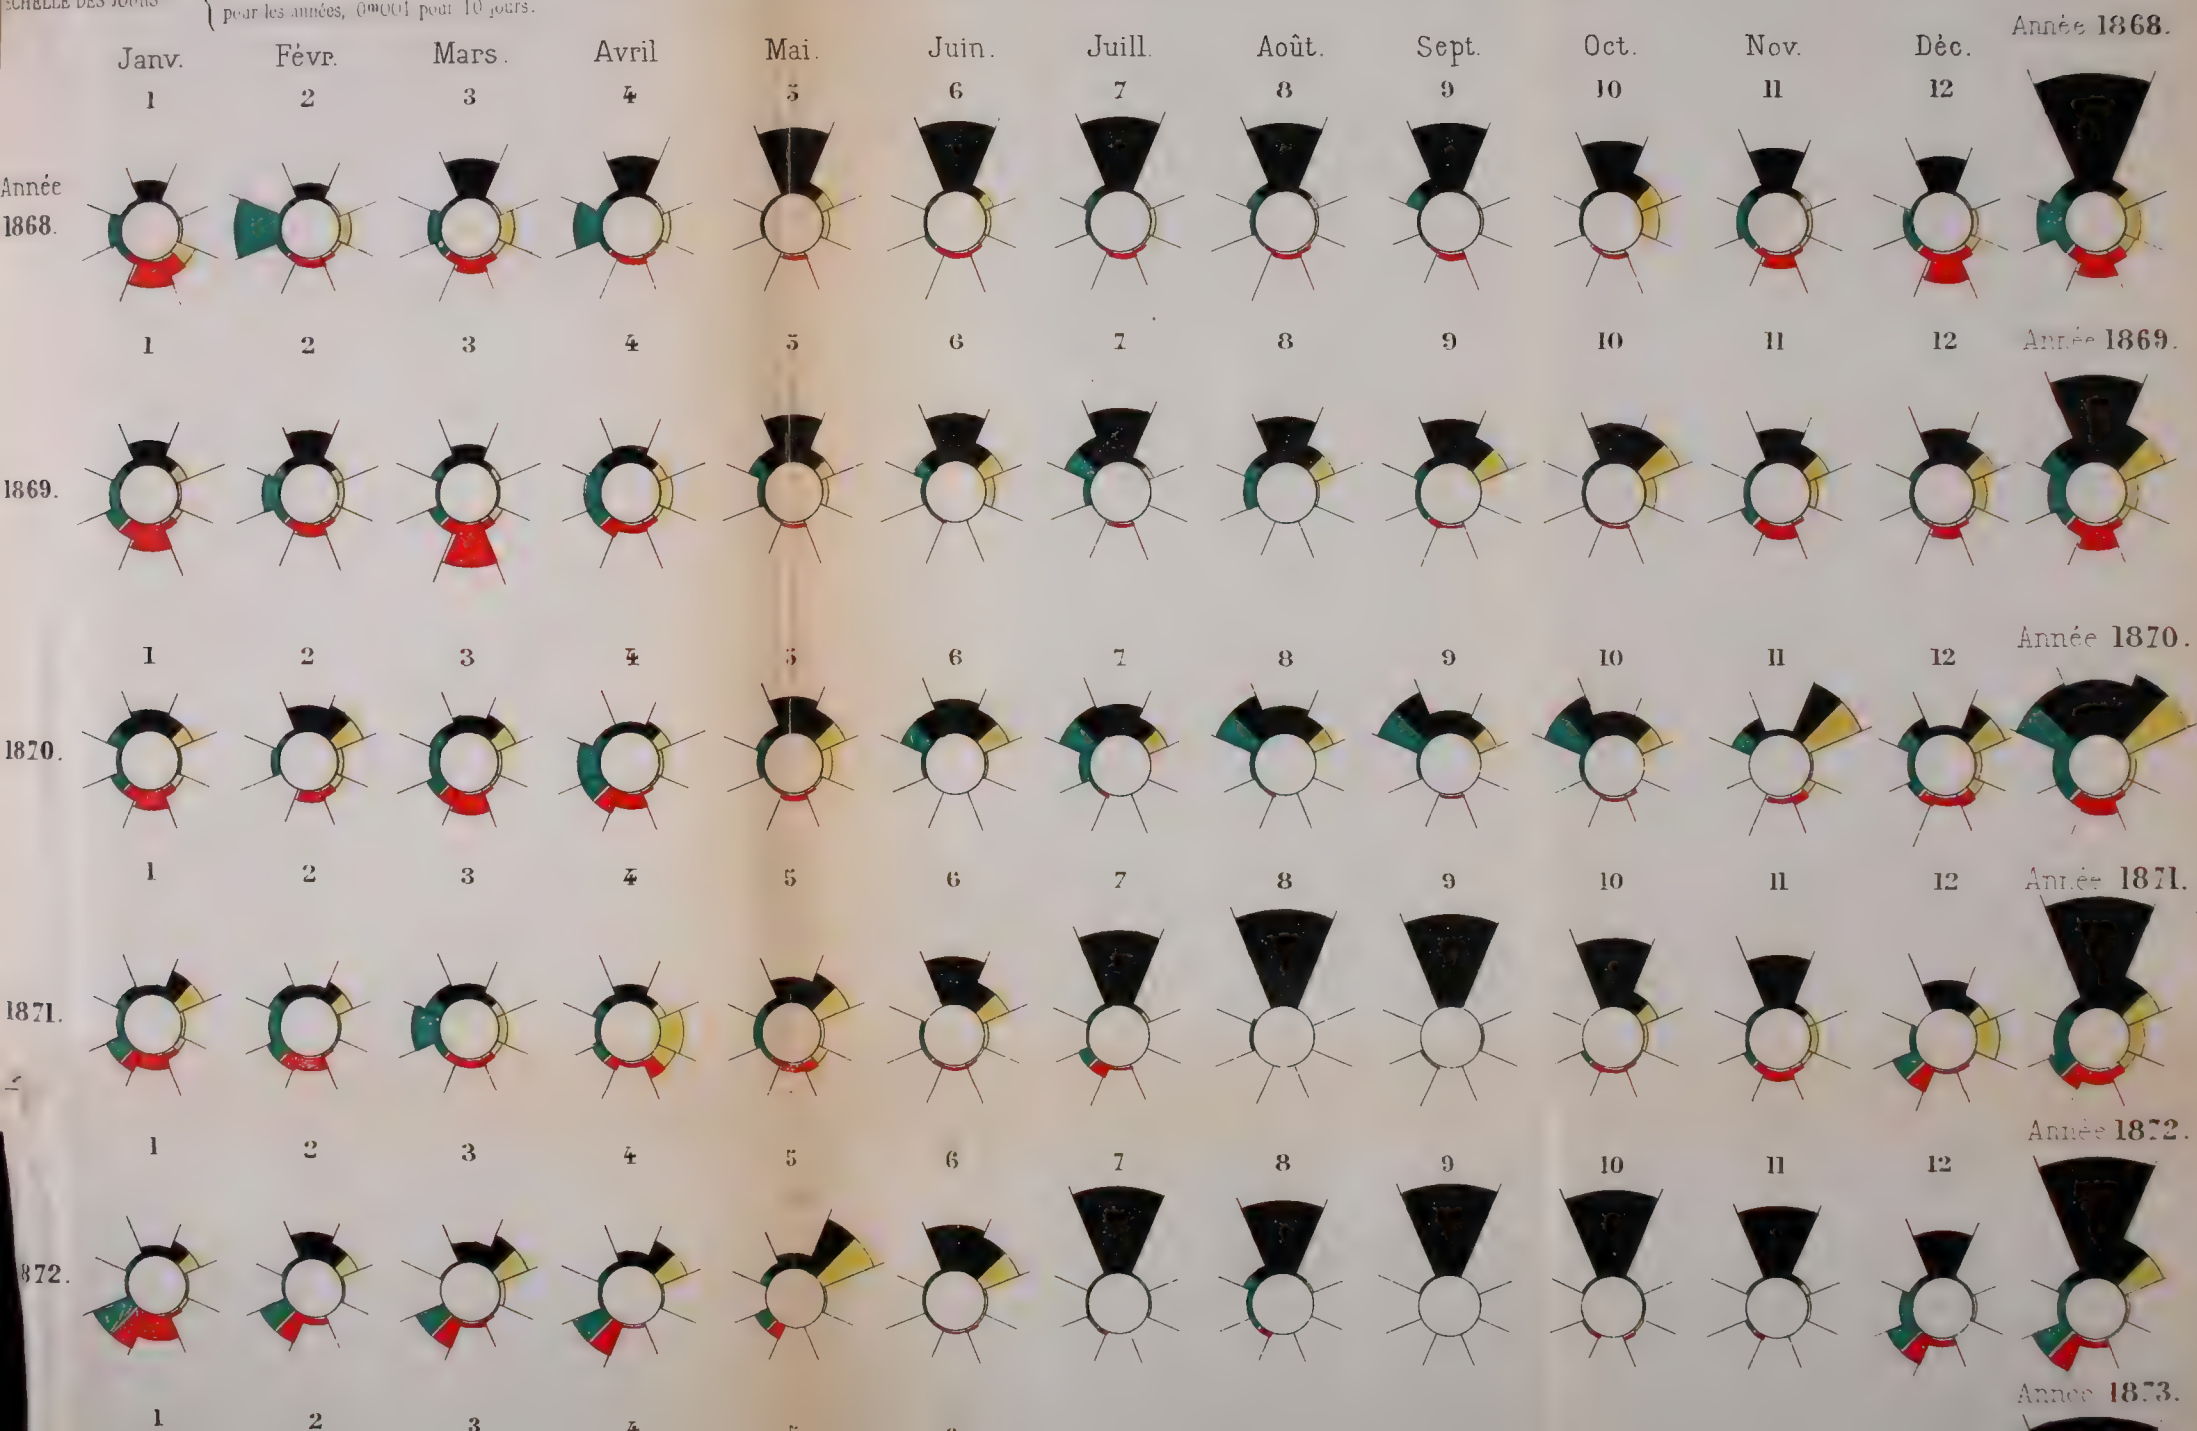 ÉCHELLE DES JOURS
pour les années, 0m001 pour 10 jours.
Janv. Févr. Mars. Avril Mai. Juin. Juill. Août. Sept. Oct. Nov. Déc. Année 1868.
1 2 3 4 5 6 7 8 9 10 11 12
Année
1868.
1 2 3 4 5 6 7 8 9 10 11 12 Année 1869.
1869.
1 2 3 4 5 6 7 8 9 10 11 12 Année 1870.
1870.
1 2 3 4 5 6 7 8 9 10 11 12 Année 1871.
1871.
1 2 3 4 5 6 7 8 9 10 11 12 Année 1872.
872.
1 2 3 4 Année 1873.